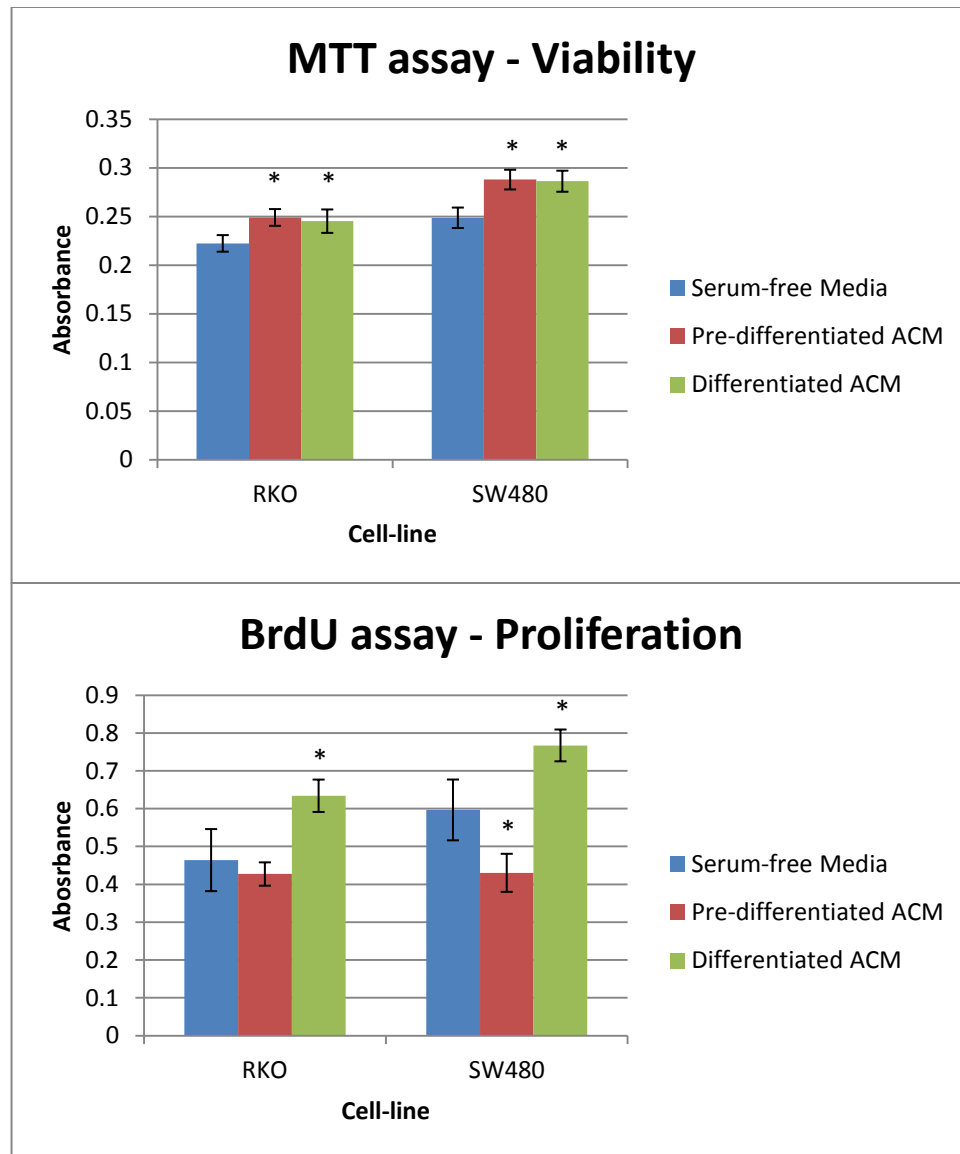 MTT assay - Viability
0.35
0.3
0.25
0.2
0.15
0.1
0.05
0
Absorbance
* *
* *
RKO
SW480
Cell-line
Serum-free Media
Pre-differentiated ACM
Differentiated ACM
BrdU assay - Proliferation
0.9
0.8
0.7
0.6
0.5
0.4
0.3
0.2
0.1
0
Abosrbance
*
*
*
RKO
SW480
Cell-line
Serum-free Media
Pre-differentiated ACM
Differentiated ACM